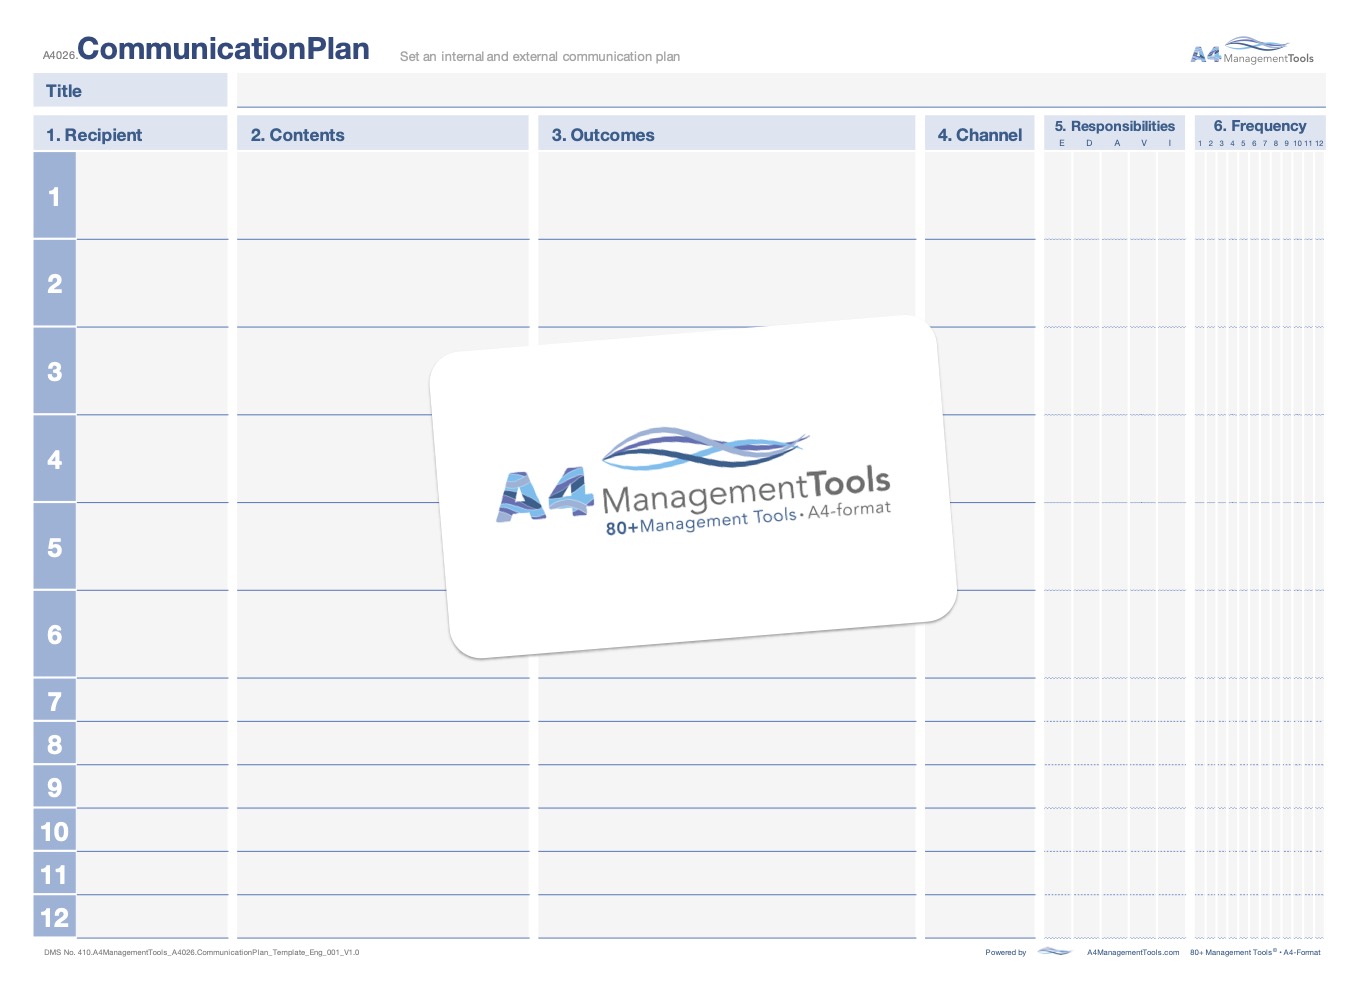 A4026.CommunicationPlan Set an internal and external communication plan A4 ManagementTools
Title
1. Recipient 2. Contents 3. Outcomes 4. Channel 5. Responsibilities 6. Frequency
E D A V I 1 2 3 4 5 6 7 8 9 10 11 12
1
2
3
4
5
6
7
8
9
10
11
12
A4 ManagementTools
80+Management Tools • A4-format
DMS No. 410.A4ManagementTools_A4026.CommunicationPlan_Template_Eng_001_V1.0 Powered by A4ManagementTools.com 80+ Management Tools® • A4-Format